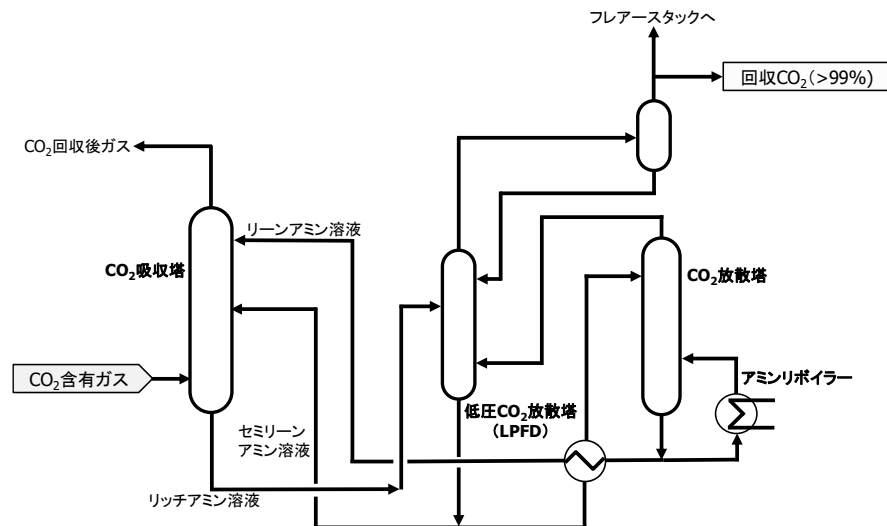 フレアースタックへ
回収CO₂(>99%)
CO₂回収後ガス
リーンアミン溶液
CO₂吸収塔
CO₂放散塔
CO₂含有ガス
アミンリボイラー
低圧CO₂放散塔
(LPFD)
セミリーン
アミン溶液
リッチアミン溶液